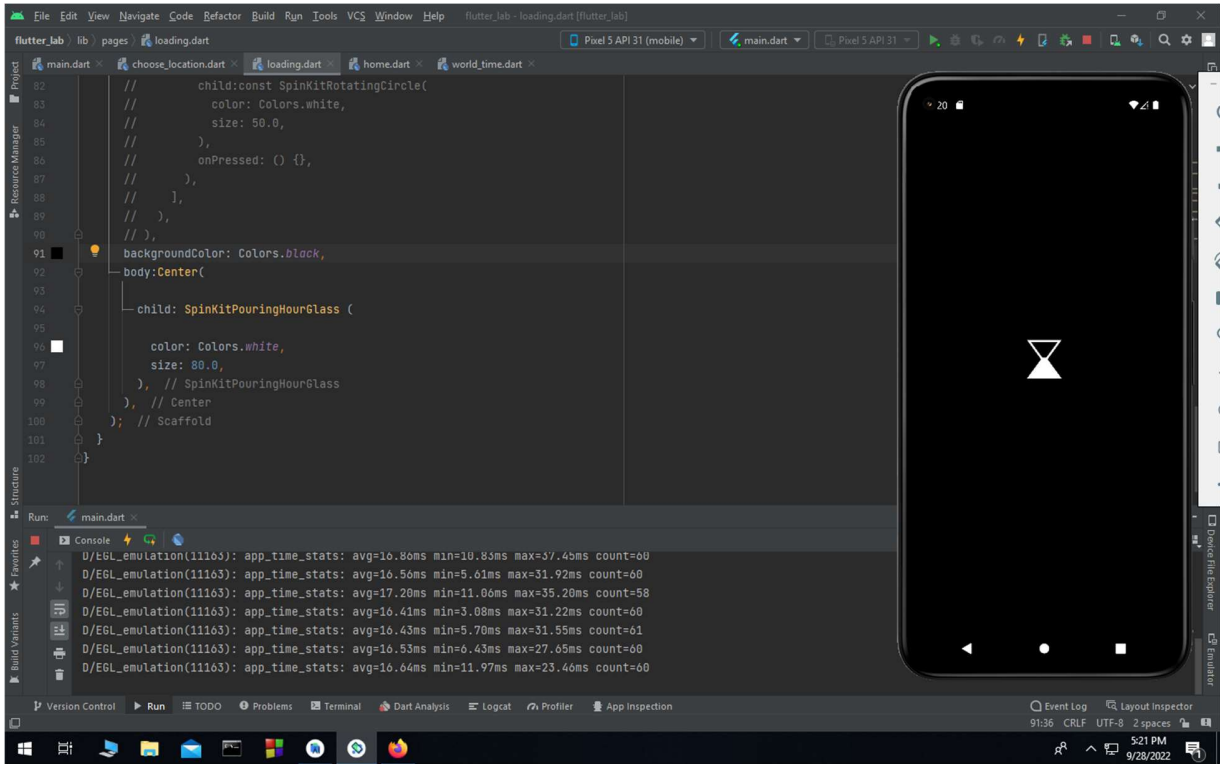 File Edit View Navigate Code Refactor Build Run Tools VCS Window Help flutter_lab - loading.dart [flutter_lab]
flutter_lab lib pages loading.dart Pixel 5 API 31 (mobile) main.dart Pixel 5 API 31
main.dart choose_location.dart loading.dart home.dart world_time.dart
Project
Resource Manager
Structure
Favorites
Build Variants
82 // child:const SpinKitRotatingCircle(
83 // color: Colors.white,
84 // size: 50.0,
85 // ),
86 // onPressed: () {},
87 // ),
88 // ],
89 // ),
90 // ),
91 backgroundColor: Colors.black,
92 body:Center(
93
94 child: SpinKitPouringHourGlass (
95
96 color: Colors.white,
97 size: 80.0,
98 ), // SpinKitPouringHourGlass
99 ), // Center
100 ); // Scaffold
101 }
102 }
20
Run: main.dart
Console
D/EGL_emulation(11163): app_time_stats: avg=16.86ms min=10.83ms max=37.45ms count=60
D/EGL_emulation(11163): app_time_stats: avg=16.56ms min=5.61ms max=31.92ms count=60
D/EGL_emulation(11163): app_time_stats: avg=17.20ms min=11.06ms max=35.20ms count=58
D/EGL_emulation(11163): app_time_stats: avg=16.41ms min=3.08ms max=31.22ms count=60
D/EGL_emulation(11163): app_time_stats: avg=16.43ms min=5.70ms max=31.55ms count=61
D/EGL_emulation(11163): app_time_stats: avg=16.53ms min=6.43ms max=27.65ms count=60
D/EGL_emulation(11163): app_time_stats: avg=16.64ms min=11.97ms max=23.46ms count=60
Device File Explorer
Emulator
Version Control Run TODO Problems Terminal Dart Analysis Logcat Profiler App Inspection Event Log Layout Inspector
91:36 CRLF UTF-8 2 spaces
5:21 PM
9/28/2022